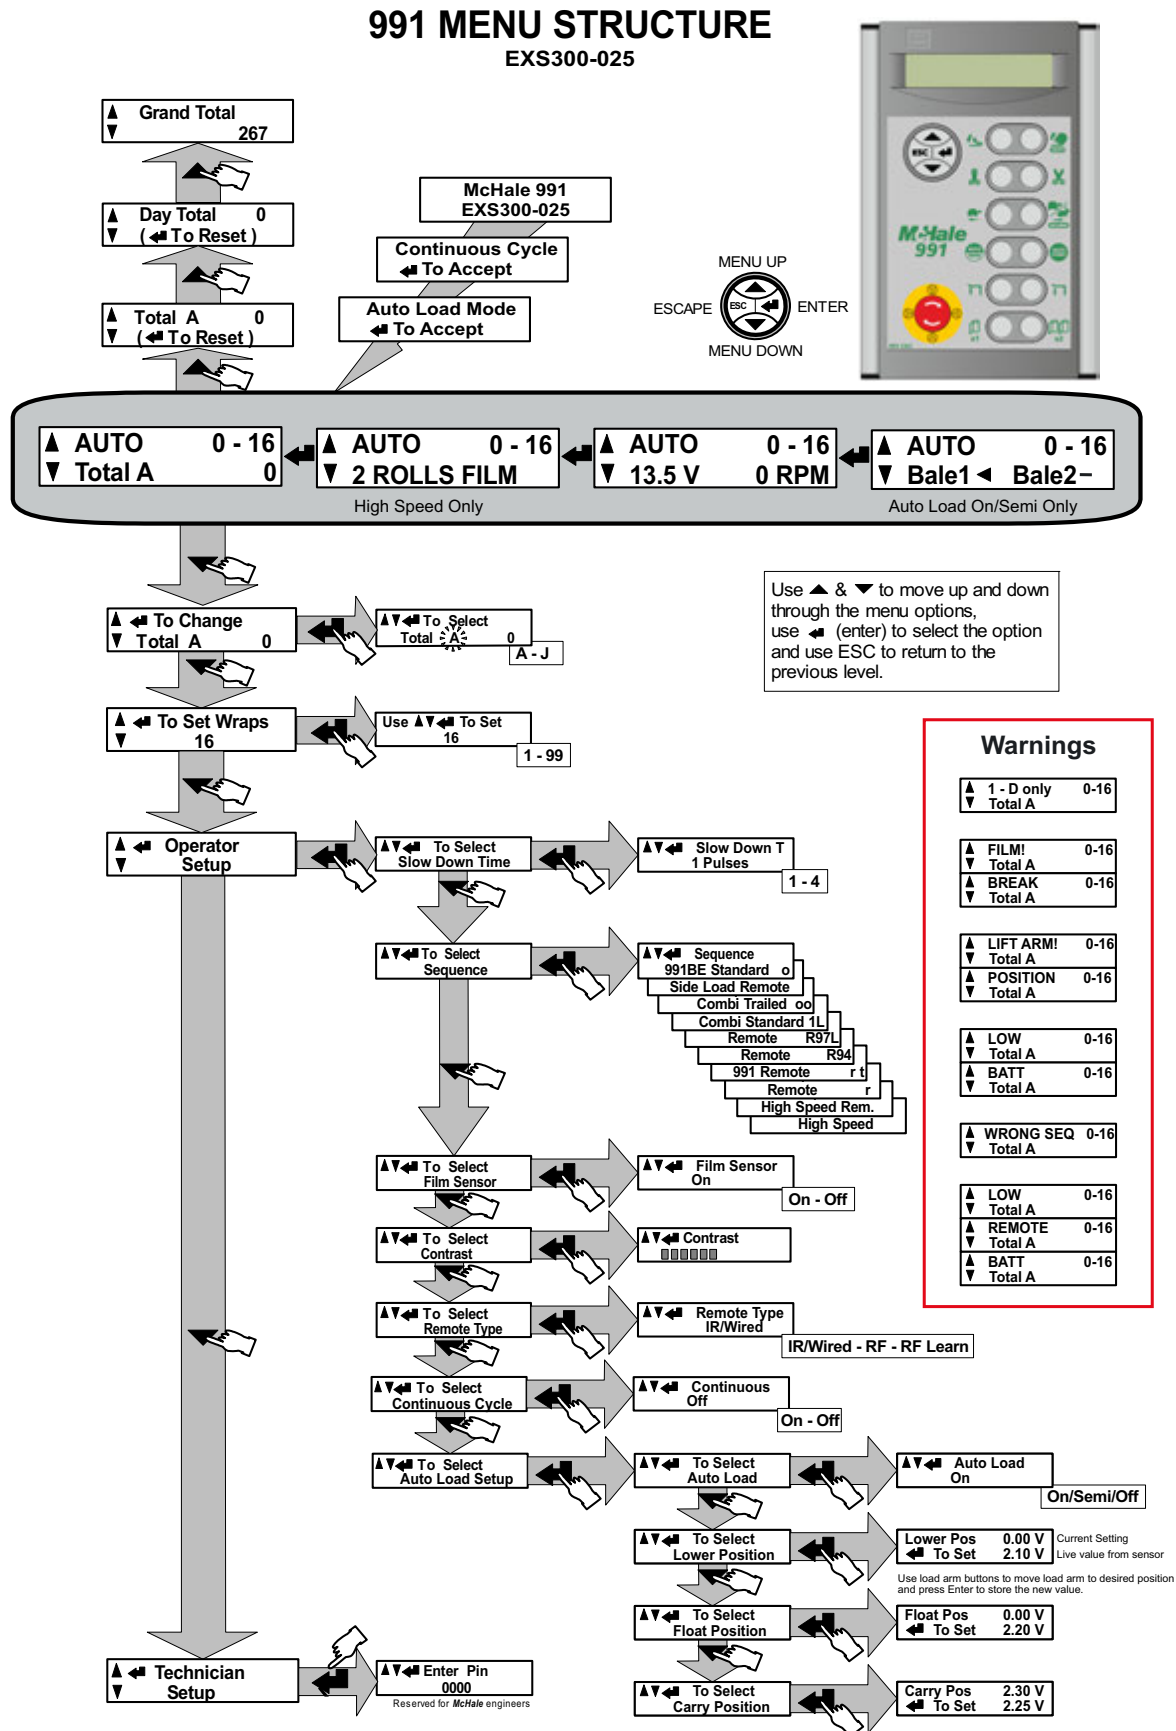 991 MENU STRUCTURE
EXS300-025
Grand Total
267
Day Total 0
( To Reset )
Total A 0
( To Reset )
McHale 991
EXS300-025
Continuous Cycle
To Accept
Auto Load Mode
To Accept
MENU UP
ESCAPE ESC ENTER
MENU DOWN
ESC
McHale
991
x1 x2
AUTO 0 - 16
Total A 0
AUTO 0 - 16
2 ROLLS FILM
AUTO 0 - 16
13.5 V 0 RPM
AUTO 0 - 16
Bale1 ◄ Bale2 –
High Speed Only
Auto Load On/Semi Only
Use ▲ & ▼ to move up and down
through the menu options,
use (enter) to select the option
and use ESC to return to the
previous level.
To Change
Total A 0
To Select
Total A 0
A - J
To Set Wraps
16
Use ▲▼ To Set
16
1 - 99
Operator
Setup
To Select
Slow Down Time
Slow Down T
1 Pulses
1 - 4
To Select
Sequence
Sequence
991BE Standard o
Side Load Remote
Combi Trailed oo
Combi Standard 1L
Remote R97L
Remote R94
991 Remote r t
Remote r
High Speed Rem.
High Speed
To Select
Film Sensor
Film Sensor
On
On - Off
To Select
Contrast
Contrast
To Select
Remote Type
Remote Type
IR/Wired
IR/Wired - RF - RF Learn
To Select
Continuous Cycle
Continuous
Off
On - Off
To Select
Auto Load Setup
To Select
Auto Load
Auto Load
On
On/Semi/Off
To Select
Lower Position
Lower Pos 0.00 V Current Setting
To Set 2.10 V Live value from sensor
Use load arm buttons to move load arm to desired position
and press Enter to store the new value.
To Select
Float Position
Float Pos 0.00 V
To Set 2.20 V
To Select
Carry Position
Carry Pos 2.30 V
To Set 2.25 V
Technician
Setup
Enter Pin
0000
Reserved for McHale engineers
Warnings
1 - D only 0-16
Total A
FILM! 0-16
Total A
BREAK 0-16
Total A
LIFT ARM! 0-16
Total A
POSITION 0-16
Total A
LOW 0-16
Total A
BATT 0-16
Total A
WRONG SEQ 0-16
Total A
LOW 0-16
Total A
REMOTE 0-16
Total A
BATT 0-16
Total A